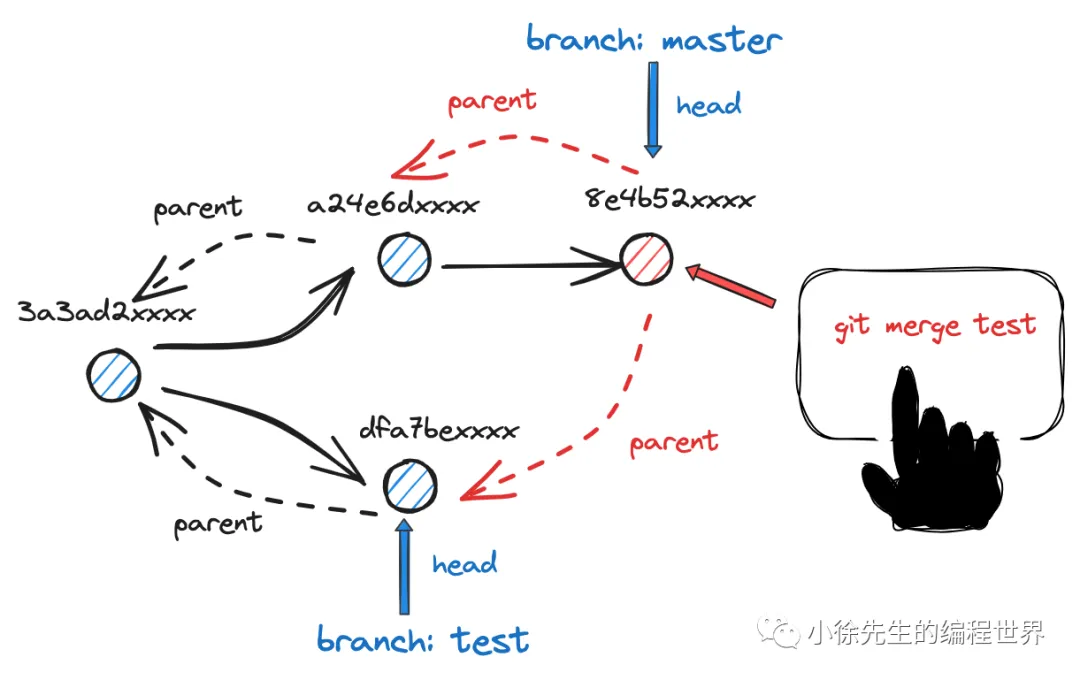 branch: master
parent
head
a24e6dxxxx
8e4b52xxxx
parent
3a3ad2xxxx
git merge test
dfa7bexxxx
parent
parent
head
branch: test
小徐先生的编程世界